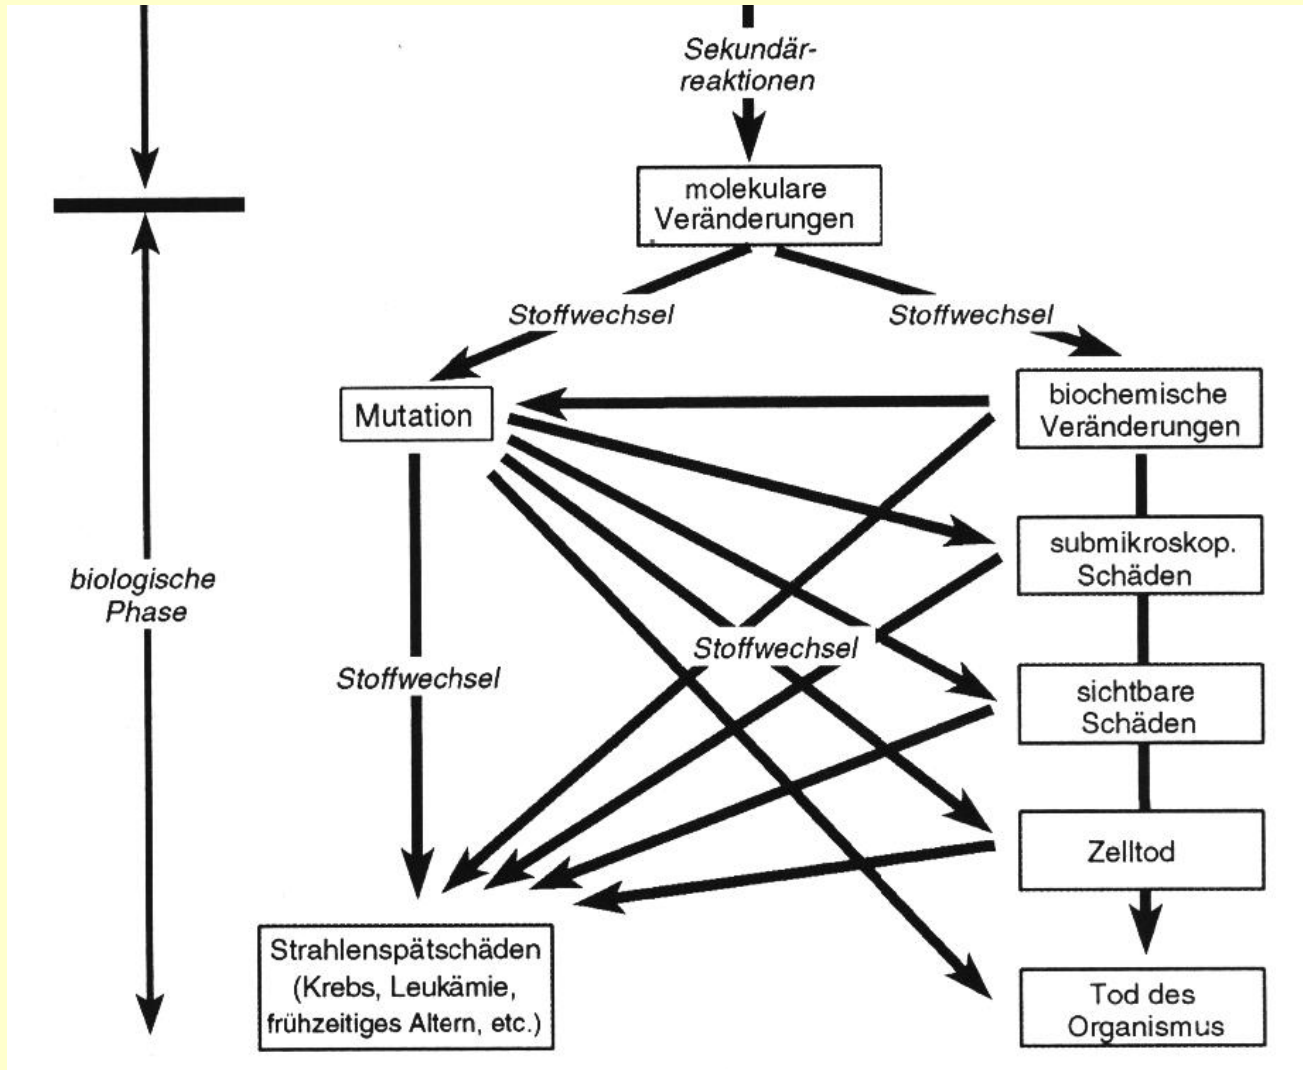 Sekundär-
reaktionen
molekulare
Veränderungen
Stoffwechsel
Stoffwechsel
Mutation
biochemische
Veränderungen
submikroskop.
Schäden
biologische
Phase
Stoffwechsel
Stoffwechsel
sichtbare
Schäden
Zelltod
Strahlenspätschäden
(Krebs, Leukämie,
frühzeitiges Altern, etc.)
Tod des
Organismus